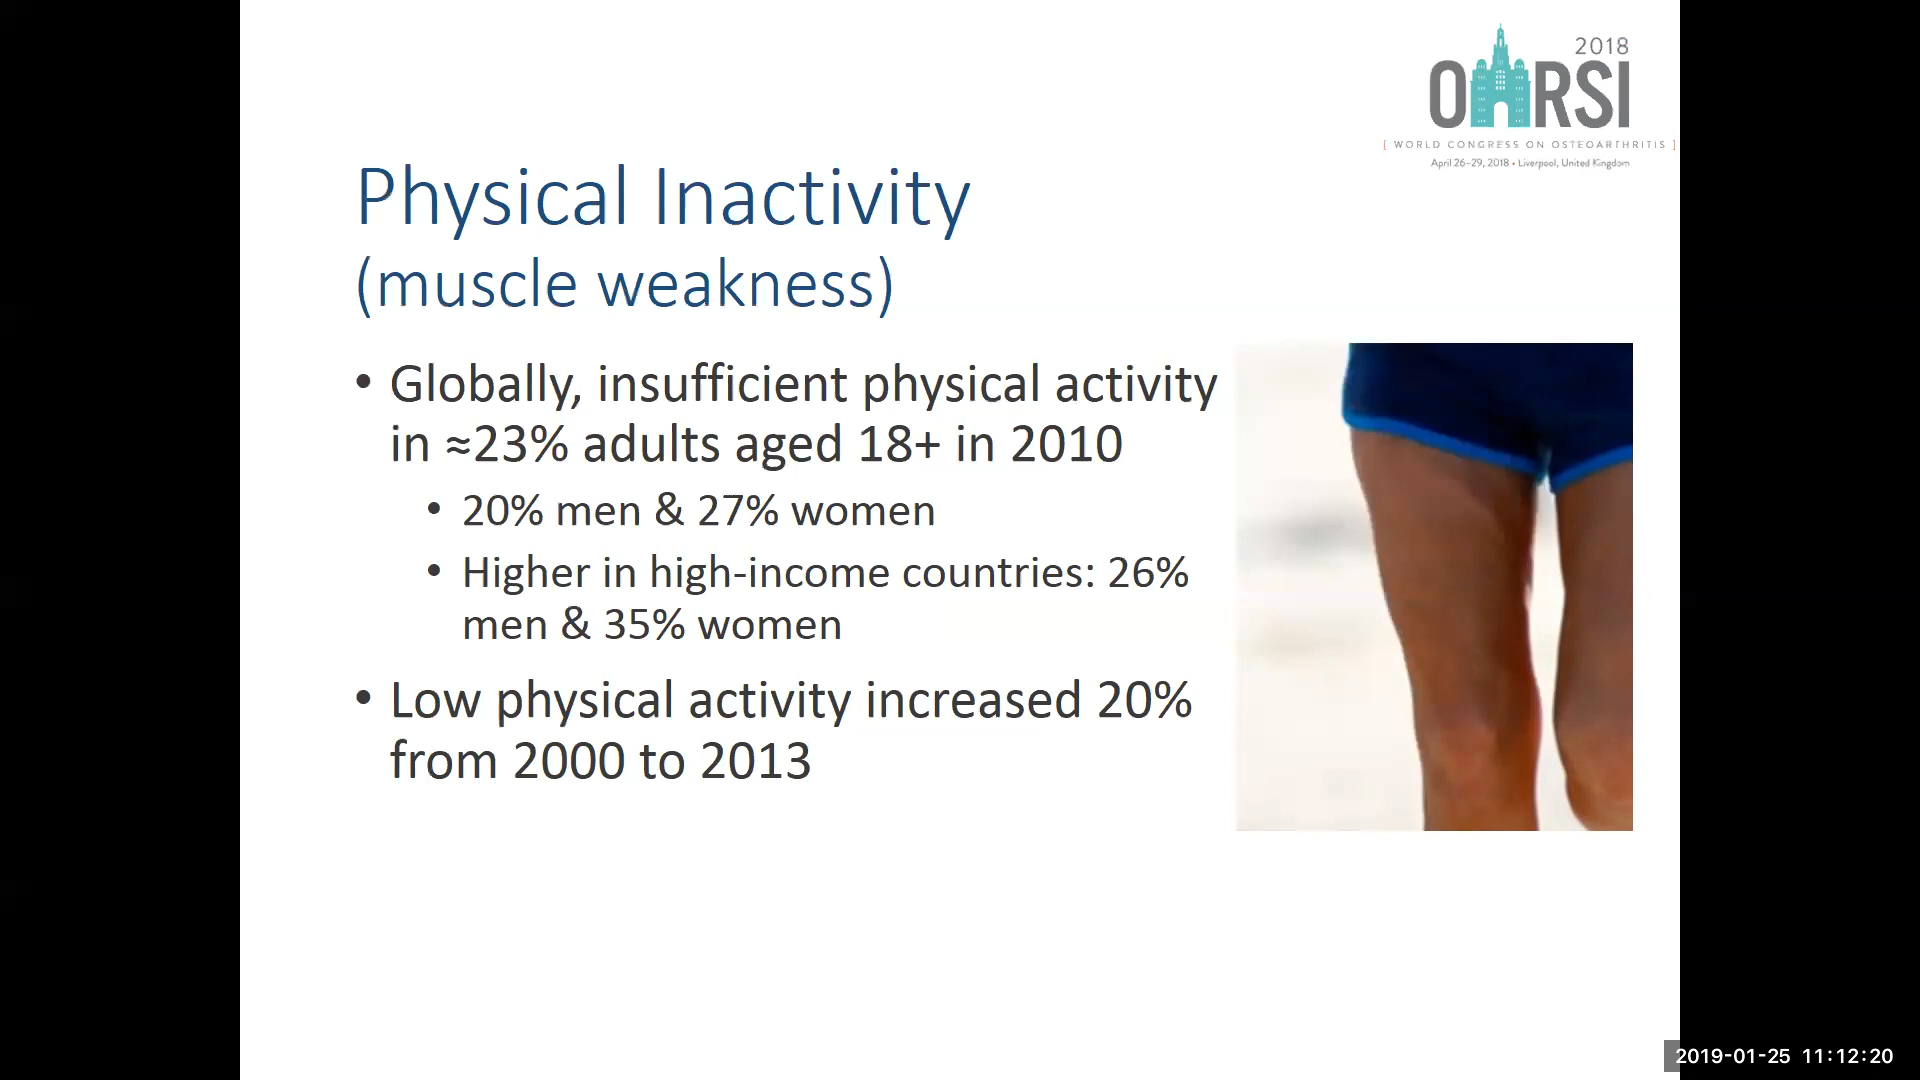 2018
OARSI
[ WORLD CONGRESS ON OSTEOARTHRITIS ]
April 26–29, 2018 • Liverpool, United Kingdom
Physical Inactivity
(muscle weakness)
• Globally, insufficient physical activity
in ≈23% adults aged 18+ in 2010
• 20% men & 27% women
• Higher in high-income countries: 26%
men & 35% women
• Low physical activity increased 20%
from 2000 to 2013
2019-01-25 11:12:20